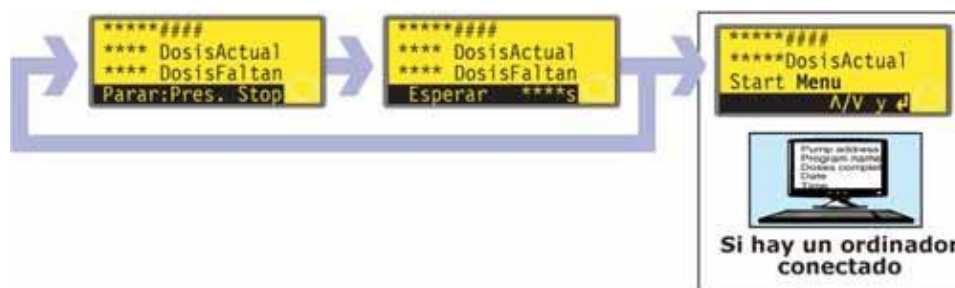 *****####
**** DosisActual
**** DosisFaltan
Parar:Pres. Stop
*****####
**** DosisActual
**** DosisFaltan
Esperar ****s
*****####
*****DosisActual
Start Menu
Λ/V y ↲
Pump address
Program name
Doses complet
Date
Time
Si hay un ordinador
conectado